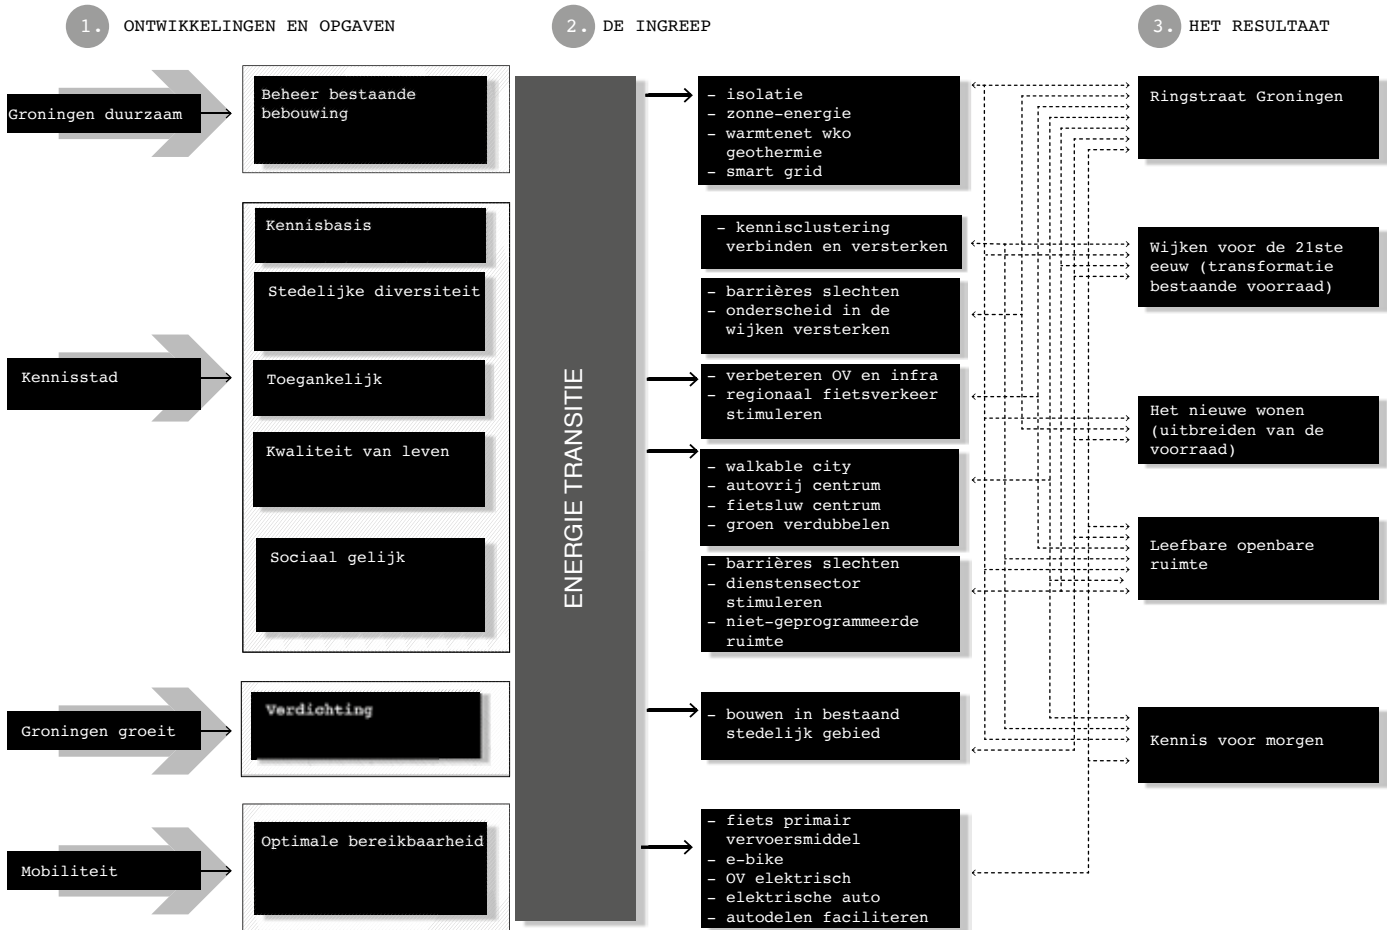 1. ONTWIKKELINGEN EN OPGAVEN
2. DE INGREEP
3. HET RESULTAAT
Groningen duurzaam
Kennisstad
Groningen groeit
Mobiliteit
Beheer bestaande
bebouwing
Kennisbasis
Stedelijke diversiteit
Toegankelijk
Kwaliteit van leven
Sociaal gelijk
Verdichting
Optimale bereikbaarheid
ENERGIE TRANSITIE
– isolatie
– zonne-energie
– warmtenet wko
geothermie
– smart grid
– kennisclustering
verbinden en versterken
– barrières slechten
– onderscheid in de
wijken versterken
– verbeteren OV en infra
– regionaal fietsverkeer
stimuleren
– walkable city
– autovrij centrum
– fietsluw centrum
– groen verdubbelen
– barrières slechten
– dienstensector
stimuleren
– niet-geprogrammeerde
ruimte
– bouwen in bestaand
stedelijk gebied
– fiets primair
vervoersmiddel
– e-bike
– OV elektrisch
– elektrische auto
– autodelen faciliteren
Ringstraat Groningen
Wijken voor de 21ste
eeuw (transformatie
bestaande voorraad)
Het nieuwe wonen
(uitbreiden van de
voorraad)
Leefbare openbare
ruimte
Kennis voor morgen